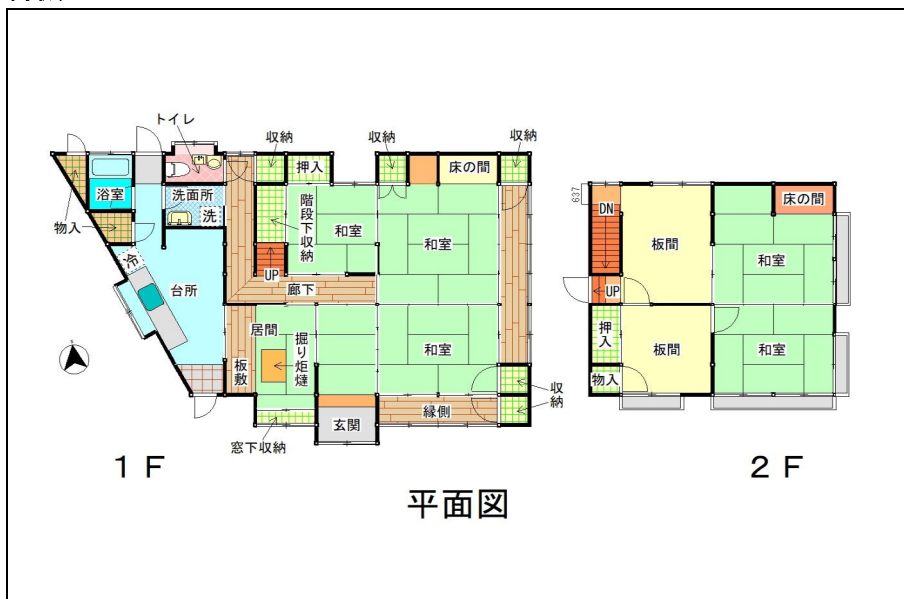 トイレ
収納
収納
収納
押入
床の間
浴室
洗面所
洗
物入
階段下収納
和室
和室
冷
台所
UP
廊下
居間
掘り炬燵
板敷
和室
収納
縁側
玄関
窓下収納
1F
637
DN
床の間
板間
和室
UP
押入
板間
和室
物入
2F
平面図